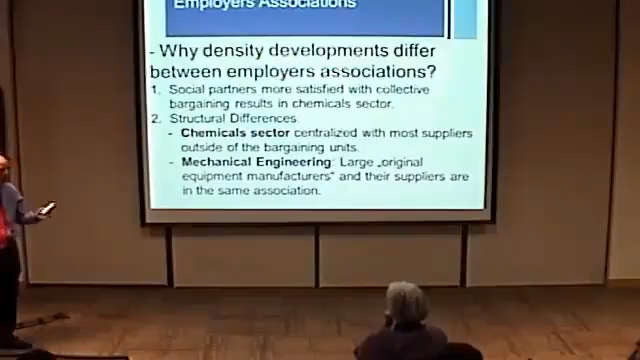 Employers Associations
- Why density developments differ
between employers associations?
1. Social partners more satisfied with collective
bargaining results in chemicals sector.
2. Structural Differences
- Chemicals sector centralized with most suppliers
outside of the bargaining units.
- Mechanical Engineering: Large „original
equipment manufacturers" and their suppliers are
in the same association.